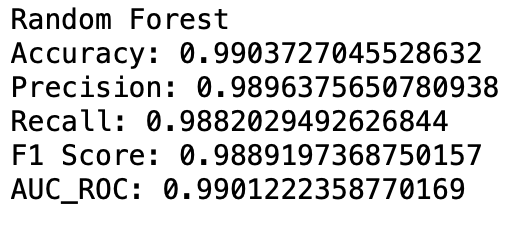 Random Forest
Accuracy: 0.9903727045528632
Precision: 0.9896375650780938
Recall: 0.9882029492626844
F1 Score: 0.9889197368750157
AUC_ROC: 0.9901222358770169